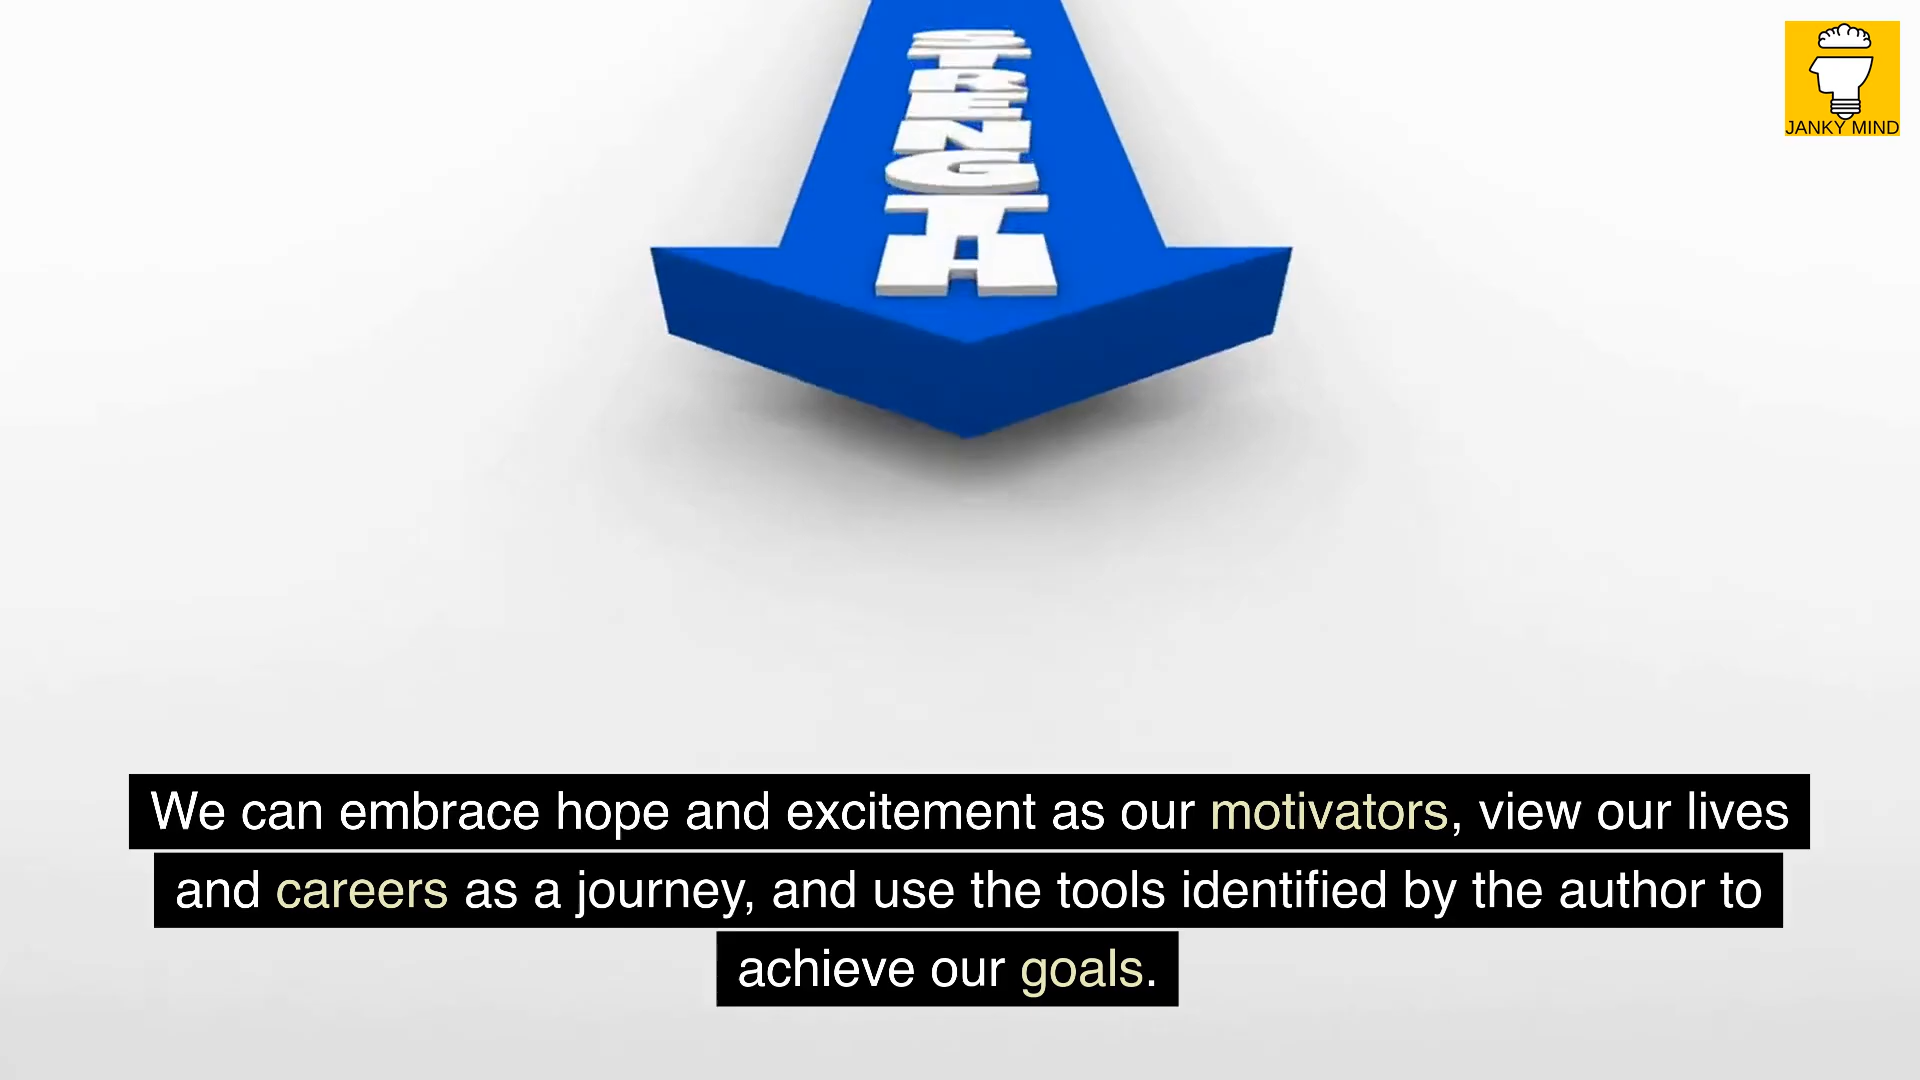 STRENGTH
JANKY MIND
We can embrace hope and excitement as our motivators, view our lives
and careers as a journey, and use the tools identified by the author to
achieve our goals.